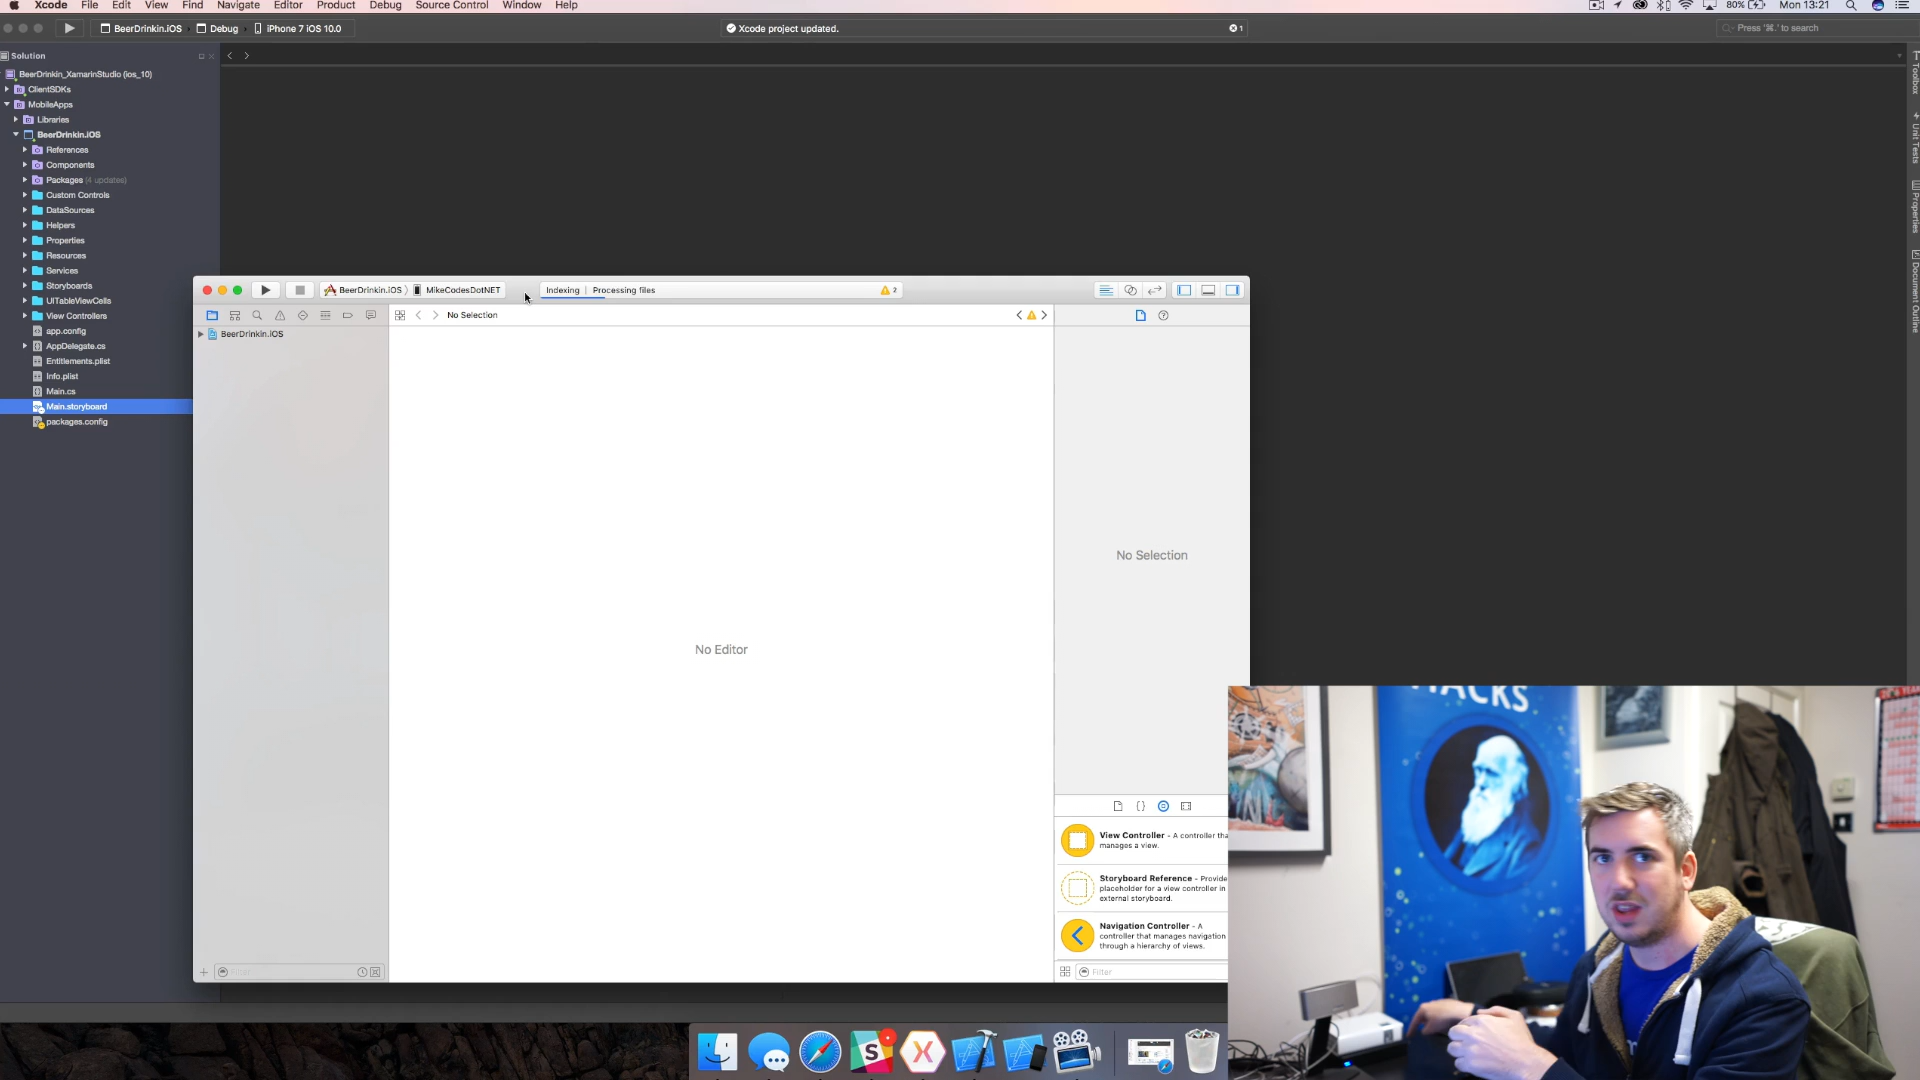 Xcode File Edit View Find Navigate Editor Product Debug Source Control Window Help
80% Mon 13:21
BeerDrinkin.iOS Debug iPhone 7 iOS 10.0
Xcode project updated.
1
Press '⌘.' to search
Solution
BeerDrinkin_XamarinStudio (ios_10)
ClientSDKs
MobileApps
Libraries
BeerDrinkin.iOS
References
Components
Packages (4 updates)
Custom Controls
DataSources
Helpers
Properties
Resources
Services
Storyboards
UITableViewCells
View Controllers
app.config
AppDelegate.cs
Entitlements.plist
Info.plist
Main.cs
Main.storyboard
packages.config
Toolbox
Unit Tests
Properties
Document Outline
BeerDrinkin.iOS MikeCodesDotNET
Indexing | Processing files
2
No Selection
BeerDrinkin.iOS
No Editor
No Selection
View Controller - A controller tha
manages a view.
Storyboard Reference - Provide
placeholder for a view controller in
external storyboard.
Navigation Controller - A
controller that manages navigation
through a hierarchy of views.
Filter
Filter
HACKS